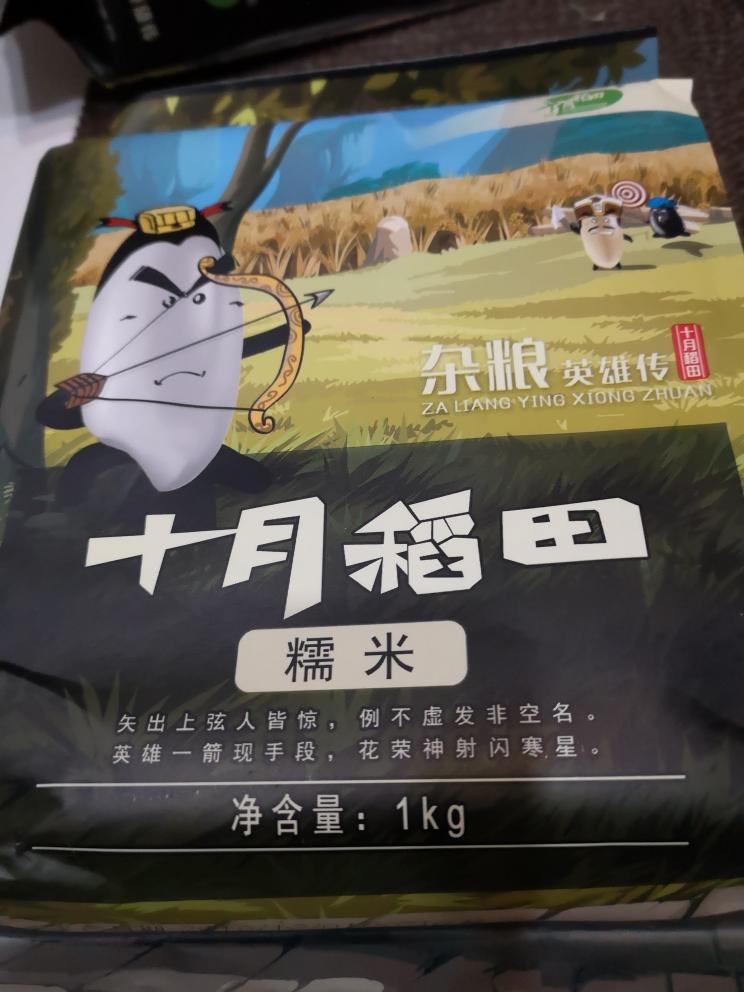 杂粮 英雄传 十月稻田
ZA LIANG YING XIONG ZHUAN
十月稻田
糯米
矢出上弦人皆惊，例不虚发非空名。
英雄一箭现手段，花荣神射闪寒星。
净含量：1kg